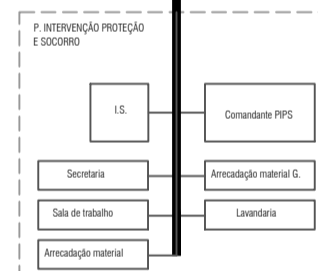 P. INTERVENÇÃO PROTEÇÃO
E SOCORRO
I.S.
Comandante PIPS
Secretaria
Arrecadação material G.
Sala de trabalho
Lavandaria
Arrecadação material